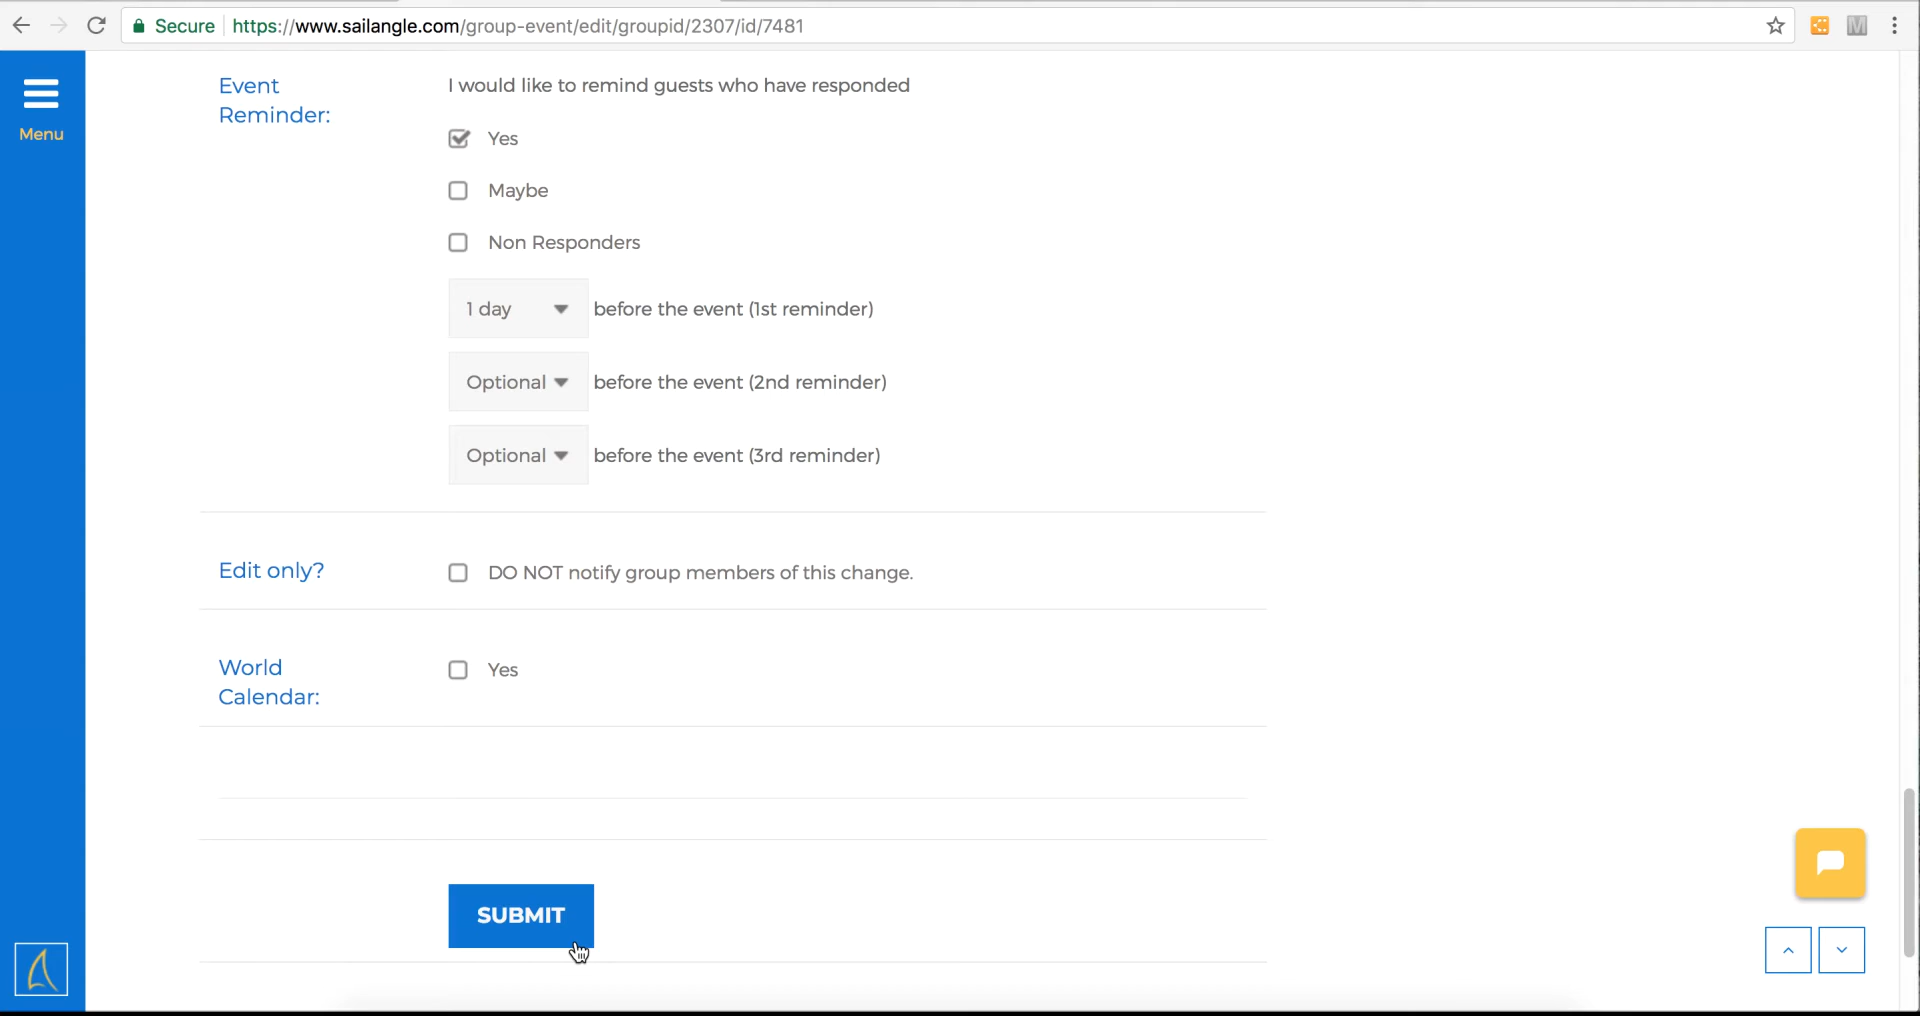 Secure https://www.sailangle.com/group-event/edit/groupid/2307/id/7481
M
Menu
Event
Reminder:
I would like to remind guests who have responded
Yes
Maybe
Non Responders
1 day before the event (1st reminder)
Optional before the event (2nd reminder)
Optional before the event (3rd reminder)
Edit only?
DO NOT notify group members of this change.
World
Calendar:
Yes
SUBMIT